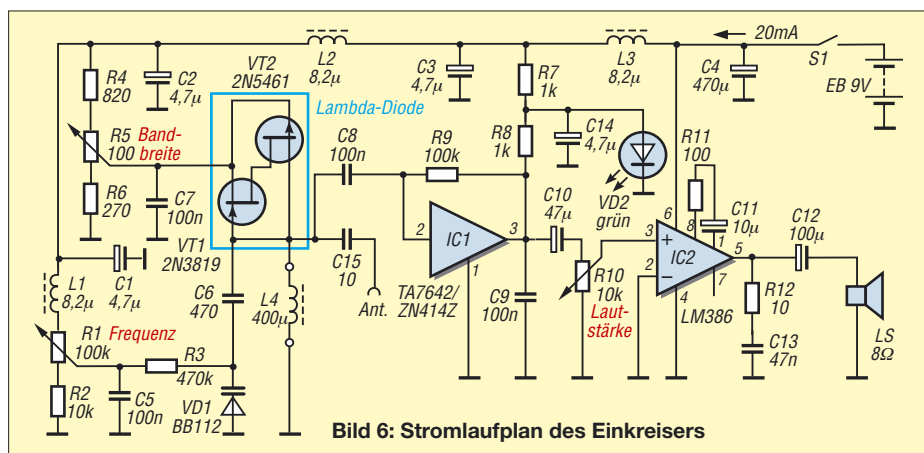 20mA
S1
EB 9V
R4
820
C2
4,7µ
VT2
2N5461
L2
8,2µ
C3
4,7µ
R7
1k
L3
8,2µ
C4
470µ
Lambda-Diode
R5
100
Band-
breite
R6
270
C7
100n
VT1
2N3819
C8
100n
R9
100k
R8
1k
C14
4,7µ
VD2
grün
R11
100
C11
10µ
C12
100µ
L1
8,2µ
C1
4,7µ
C6
470
L4
400µ
C15
10
Ant.
2
IC1
3
1
TA7642/
ZN414Z
C10
47µ
C9
100n
R10
10k
Laut-
stärke
6
3
+
2
−
IC2
8
1
5
7
4
LM386
R12
10
C13
47n
LS
8Ω
R1
100k
Frequenz
R3
470k
R2
10k
C5
100n
VD1
BB112
Bild 6: Stromlaufplan des Einkreisers